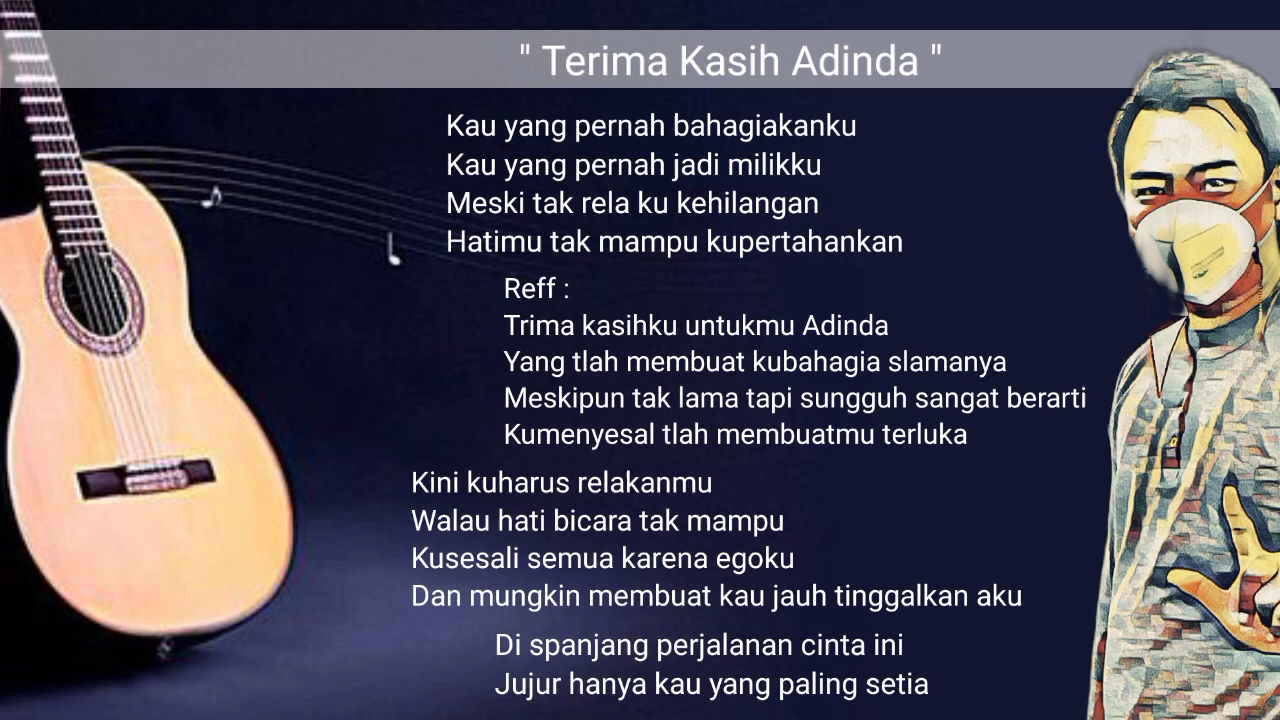 " Terima Kasih Adinda "
Kau yang pernah bahagiakanku
Kau yang pernah jadi milikku
Meski tak rela ku kehilangan
Hatimu tak mampu kupertahankan
Reff :
Trima kasihku untukmu Adinda
Yang tlah membuat kubahagia slamanya
Meskipun tak lama tapi sungguh sangat berarti
Kumenyesal tlah membuatmu terluka
Kini kuharus relakanmu
Walau hati bicara tak mampu
Kusesali semua karena egoku
Dan mungkin membuat kau jauh tinggalkan aku
Di spanjang perjalanan cinta ini
Jujur hanya kau yang paling setia